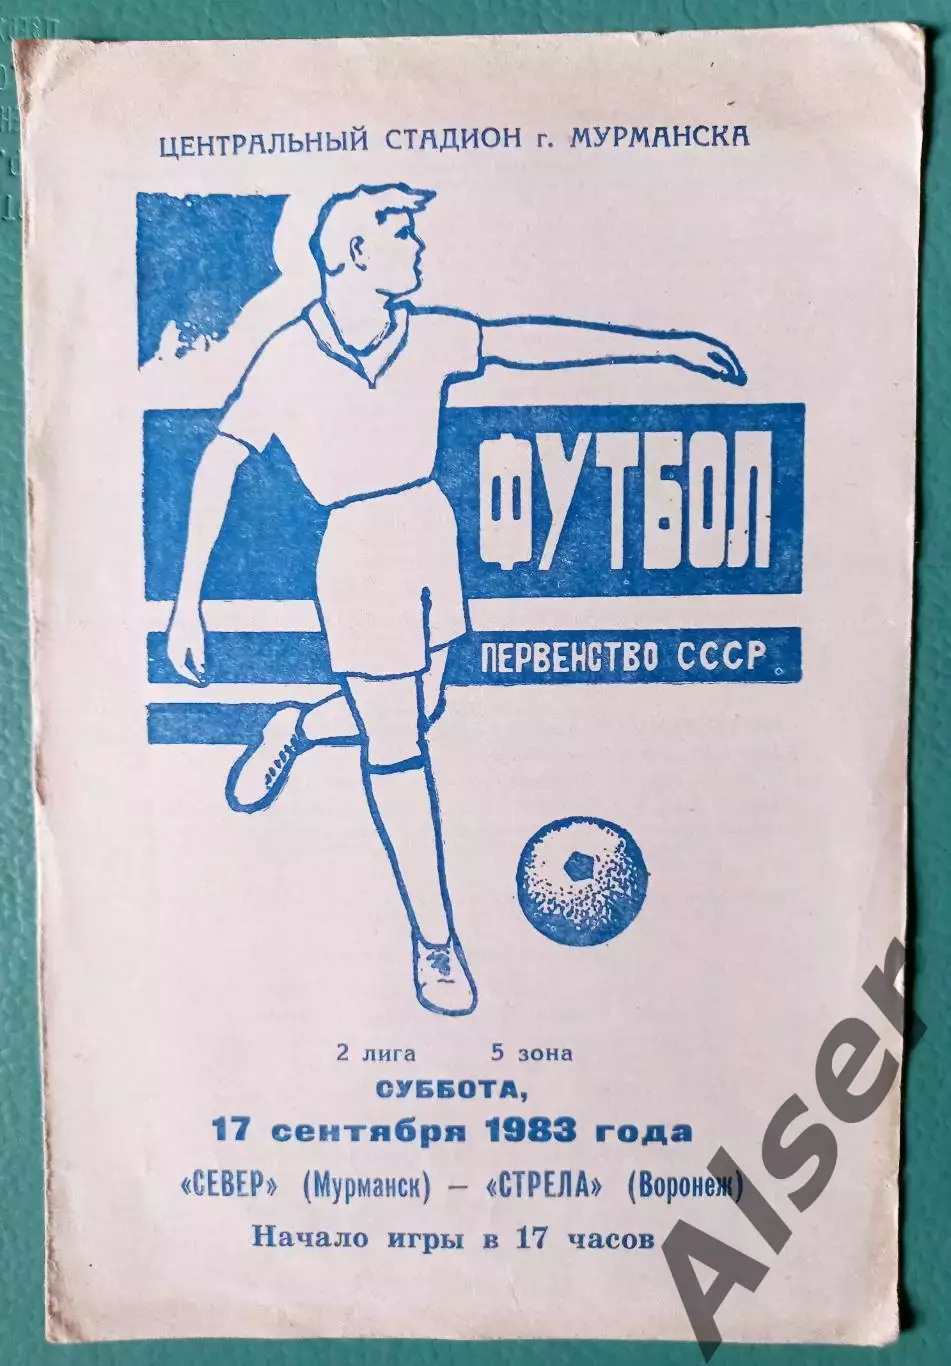 ЦЕНТРАЛЬНЫЙ СТАДИОН г. МУРМАНСКА
ФУТБОЛ
ПЕРВЕНСТВО СССР
2 лига 5 зона
СУББОТА,
17 сентября 1983 года
«СЕВЕР» (Мурманск) — «СТРЕЛА» (Воронеж)
Начало игры в 17 часов
Alser